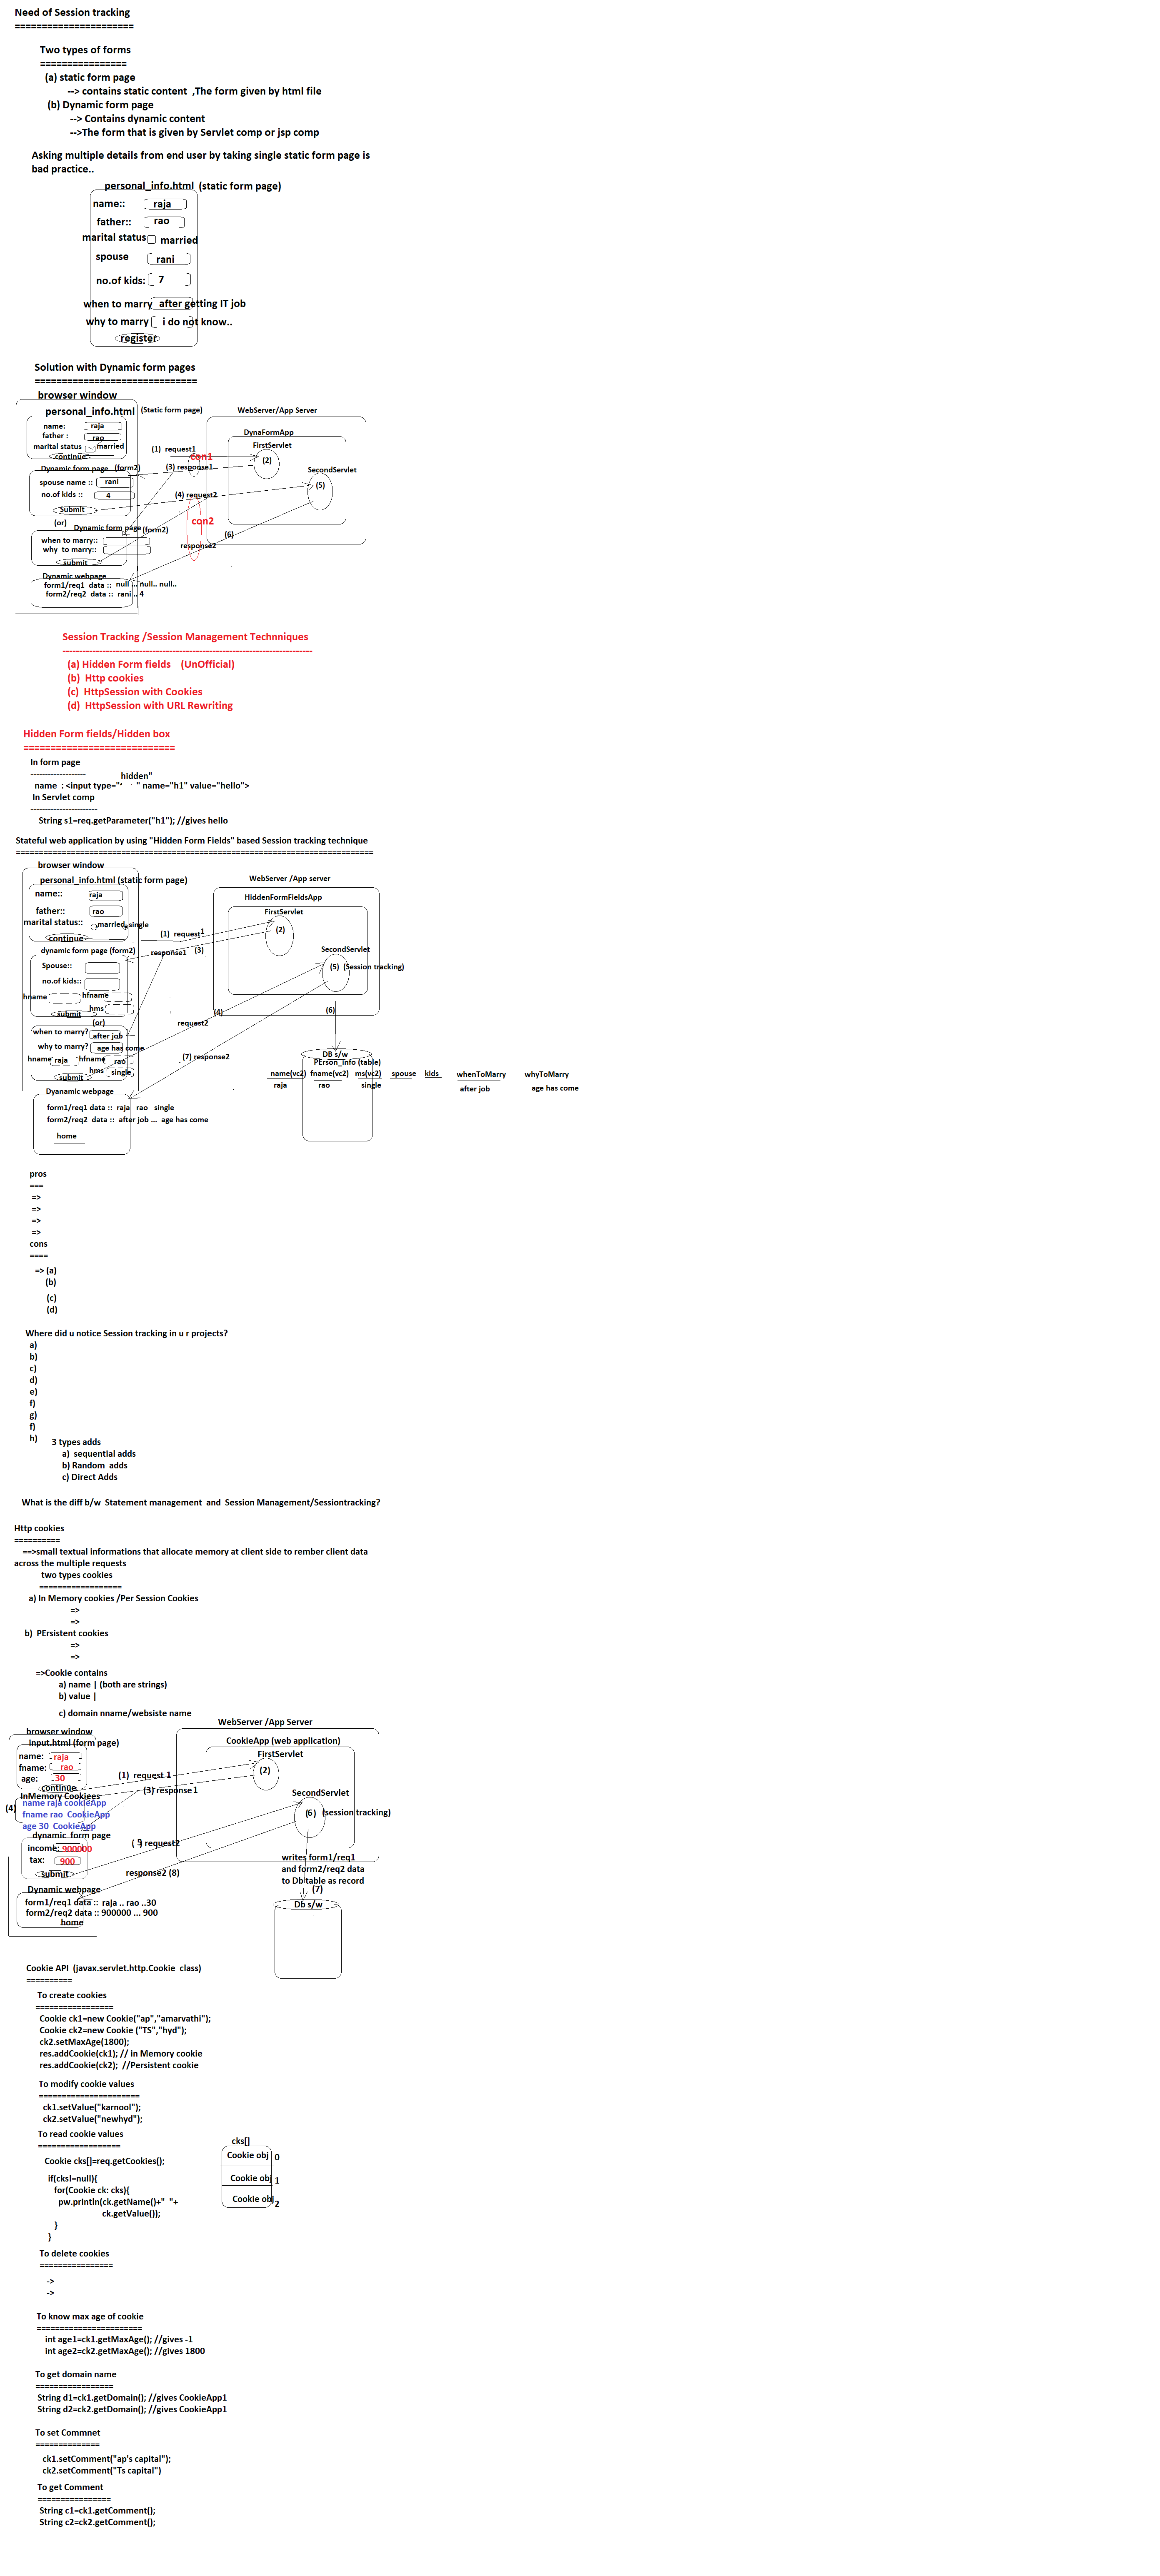 Need of Session tracking
======================
Two types of forms
================
(a) static form page
--> contains static content ,The form given by html file
(b) Dynamic form page
--> Contains dynamic content
-->The form that is given by Servlet comp or jsp comp
Asking multiple details from end user by taking single static form page is
bad practice..
personal_info.html (static form page)
name:: raja
father:: rao
marital status married
spouse rani
no.of kids: 7
when to marry after getting IT job
why to marry i do not know..
register
Solution with Dynamic form pages
==============================
browser window
personal_info.html (Static form page) WebServer/App Server
name: raja
father : rao
marital status married
continue
DynaFormApp
FirstServlet
(1) request1
con1
(2)
(3) response1
SecondServlet
Dynamic form page (form2)
spouse name :: rani
no.of kids :: 4
(4) request2
(5)
Submit
(or)
Dynamic form page (form2)
con2
when to marry::
why to marry::
(6)
response2
submit
Dynamic webpage
form1/req1 data :: null ... null.. null..
form2/req2 data :: rani .. 4
Session Tracking /Session Management Technniques
----------------------------------------------------------------------------
(a) Hidden Form fields (UnOfficial)
(b) Http cookies
(c) HttpSession with Cookies
(d) HttpSession with URL Rewriting
Hidden Form fields/Hidden box
============================
In form page
-------------------
hidden"
name : <input type="' " name="h1" value="hello">
In Servlet comp
-----------------------
String s1=req.getParameter("h1"); //gives hello
Stateful web application by using "Hidden Form Fields" based Session tracking technique
==============================================================================
browser window
personal_info.html (static form page) WebServer /App server
name:: raja
father:: rao
marital status:: married single
continue
HiddenFormFieldsApp
FirstServlet
(1) request1
(2)
response1 (3)
dynamic form page (form2)
SecondServlet
Spouse::
(5) (Session tracking)
no.of kids::
hname hfname
hms
submit
(4)
(6)
(or)
request2
when to marry? after job
why to marry? age has come
hname raja hfname rao
hms single
submit
(7) response2
DB s/w
PErson_info (table)
name(vc2) fname(vc2) ms(vc2) spouse kids whenToMarry whyToMarry
raja rao single after job age has come
Dyanamic webpage
form1/req1 data :: raja rao single
form2/req2 data :: after job ... age has come
home
pros
===
=>
=>
=>
=>
cons
====
=> (a)
(b)
(c)
(d)
Where did u notice Session tracking in u r projects?
a)
b)
c)
d)
e)
f)
g)
f)
h)
3 types adds
a) sequential adds
b) Random adds
c) Direct Adds
What is the diff b/w Statement management and Session Management/Sessiontracking?
Http cookies
==========
==>small textual informations that allocate memory at client side to rember client data
across the multiple requests
two types cookies
==================
a) In Memory cookies /Per Session Cookies
=>
=>
b) PErsistent cookies
=>
=>
=>Cookie contains
a) name | (both are strings)
b) value |
c) domain nname/websiste name
WebServer /App Server
browser window
input.html (form page)
CookieApp (web application)
FirstServlet
name: raja
fname: rao
age: 30
continue
(1) request 1
(2)
(3) response1
SecondServlet
InMemory Cookiees
(4)
name raja cookieApp
fname rao CookieApp
age 30 CookieApp
(6) (session tracking)
dynamic form page
( 5 ) request2
income: 900000
tax: 900
submit
response2 (8)
writes form1/req1
and form2/req2 data
to Db table as record
(7)
Dynamic webpage
form1/req1 data :: raja .. rao ..30
form2/req2 data :: 900000 ... 900
home
Db s/w
Cookie API (javax.servlet.http.Cookie class)
==========
To create cookies
=================
Cookie ck1=new Cookie("ap","amarvathi");
Cookie ck2=new Cookie ("TS","hyd");
ck2.setMaxAge(1800);
res.addCookie(ck1); // in Memory cookie
res.addCookie(ck2); //Persistent cookie
To modify cookie values
======================
ck1.setValue("karnool");
ck2.setValue("newhyd");
To read cookie values
==================
Cookie cks[]=req.getCookies();
if(cks!=null){
for(Cookie ck: cks){
pw.println(ck.getName()+" "+
ck.getValue());
}
}
cks[]
Cookie obj 0
Cookie obj 1
Cookie obj 2
To delete cookies
================
->
->
To know max age of cookie
=======================
int age1=ck1.getMaxAge(); //gives -1
int age2=ck2.getMaxAge(); //gives 1800
To get domain name
=================
String d1=ck1.getDomain(); //gives CookieApp1
String d2=ck2.getDomain(); //gives CookieApp1
To set Commnet
==============
ck1.setComment("ap's capital");
ck2.setComment("Ts capital")
To get Comment
================
String c1=ck1.getComment();
String c2=ck2.getComment();